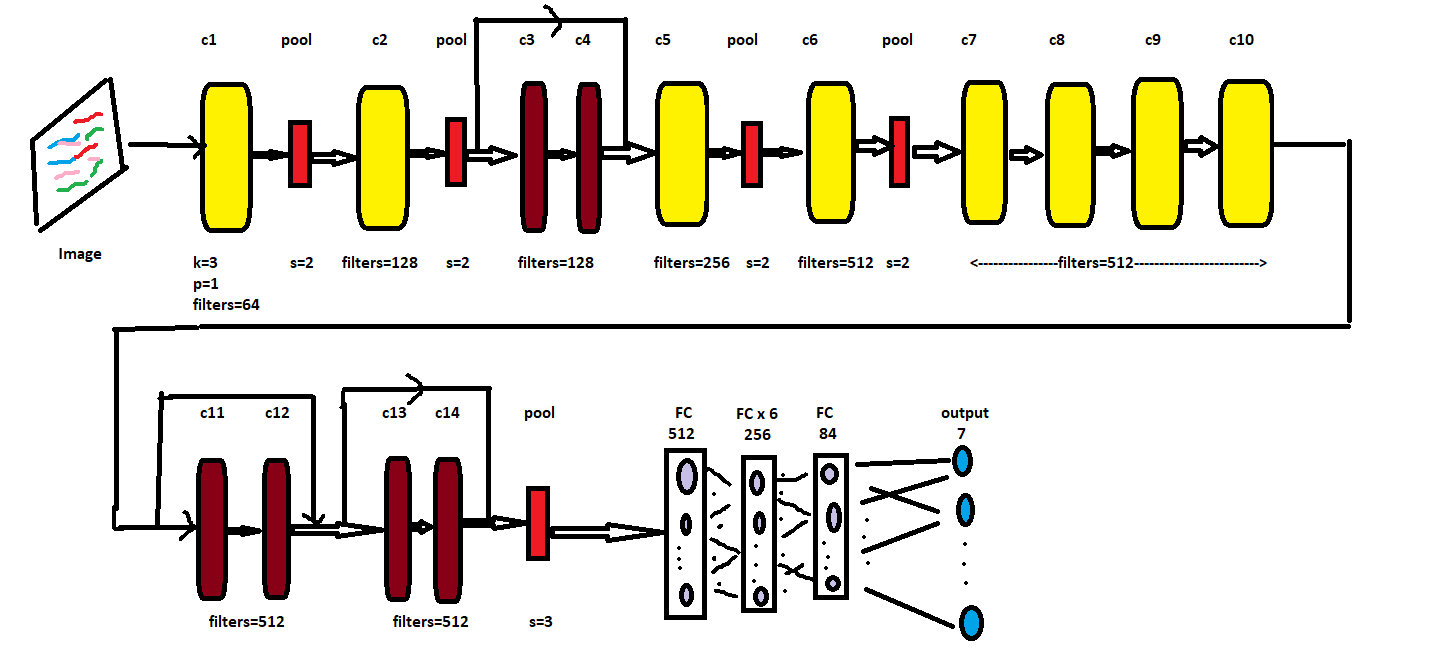 c1 pool c2 pool c3 c4 c5 pool c6 pool c7 c8 c9 c10
Image
k=3 s=2 filters=128 s=2 filters=128 filters=256 s=2 filters=512 s=2 <----------------filters=512------------------------->
p=1
filters=64
c11 c12 c13 c14 pool FC FC x 6 FC output
512 256 84 7
filters=512 filters=512 s=3